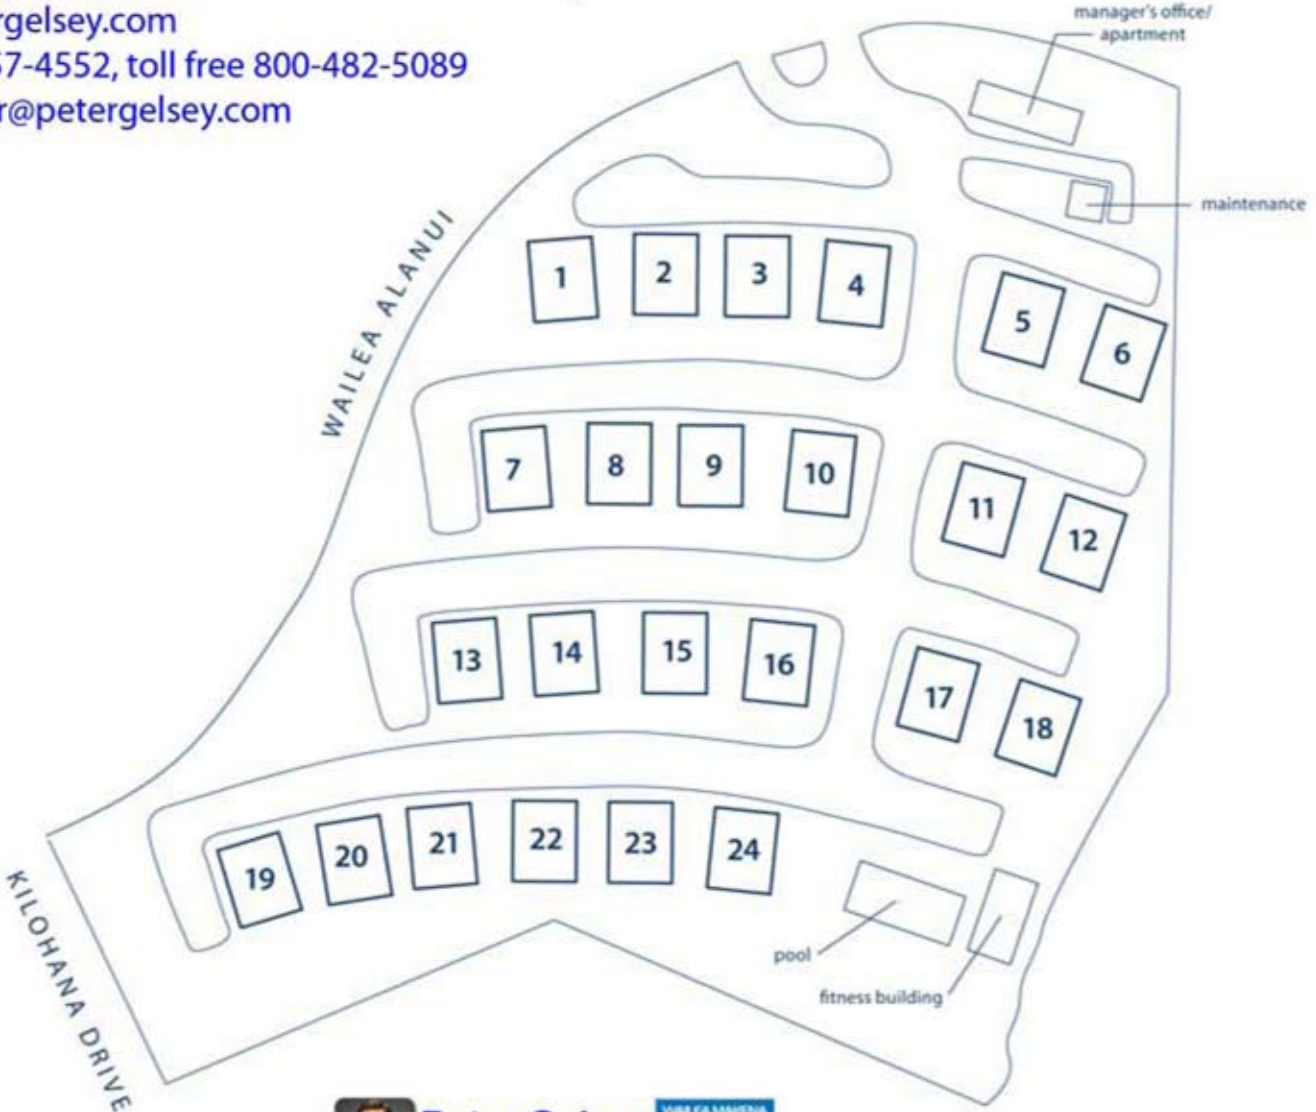 rgelsey.com
57-4552, toll free 800-482-5089
r@petergelsey.com
manager's office/
apartment
maintenance
WAILEA ALANUI
1 2 3 4
5 6
7 8 9 10
11 12
13 14 15 16
17 18
19 20 21 22 23 24
pool
fitness building
KILOHANA DRIVE